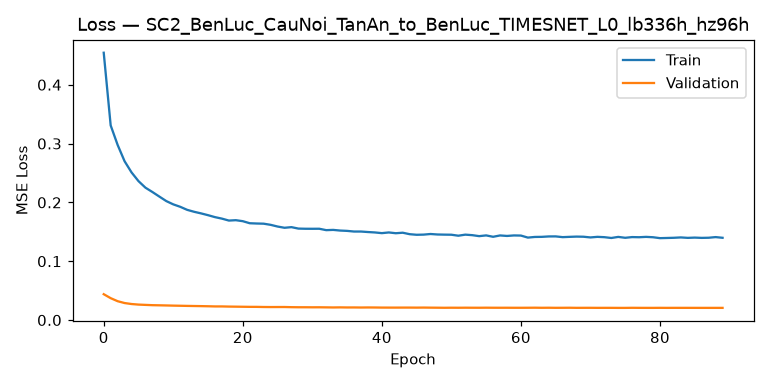 Loss — SC2_BenLuc_CauNoi_TanAn_to_BenLuc_TIMESNET_L0_lb336h_hz96h
Train
Validation
MSE Loss
0.4
0.3
0.2
0.1
0.0
0 20 40 60 80
Epoch